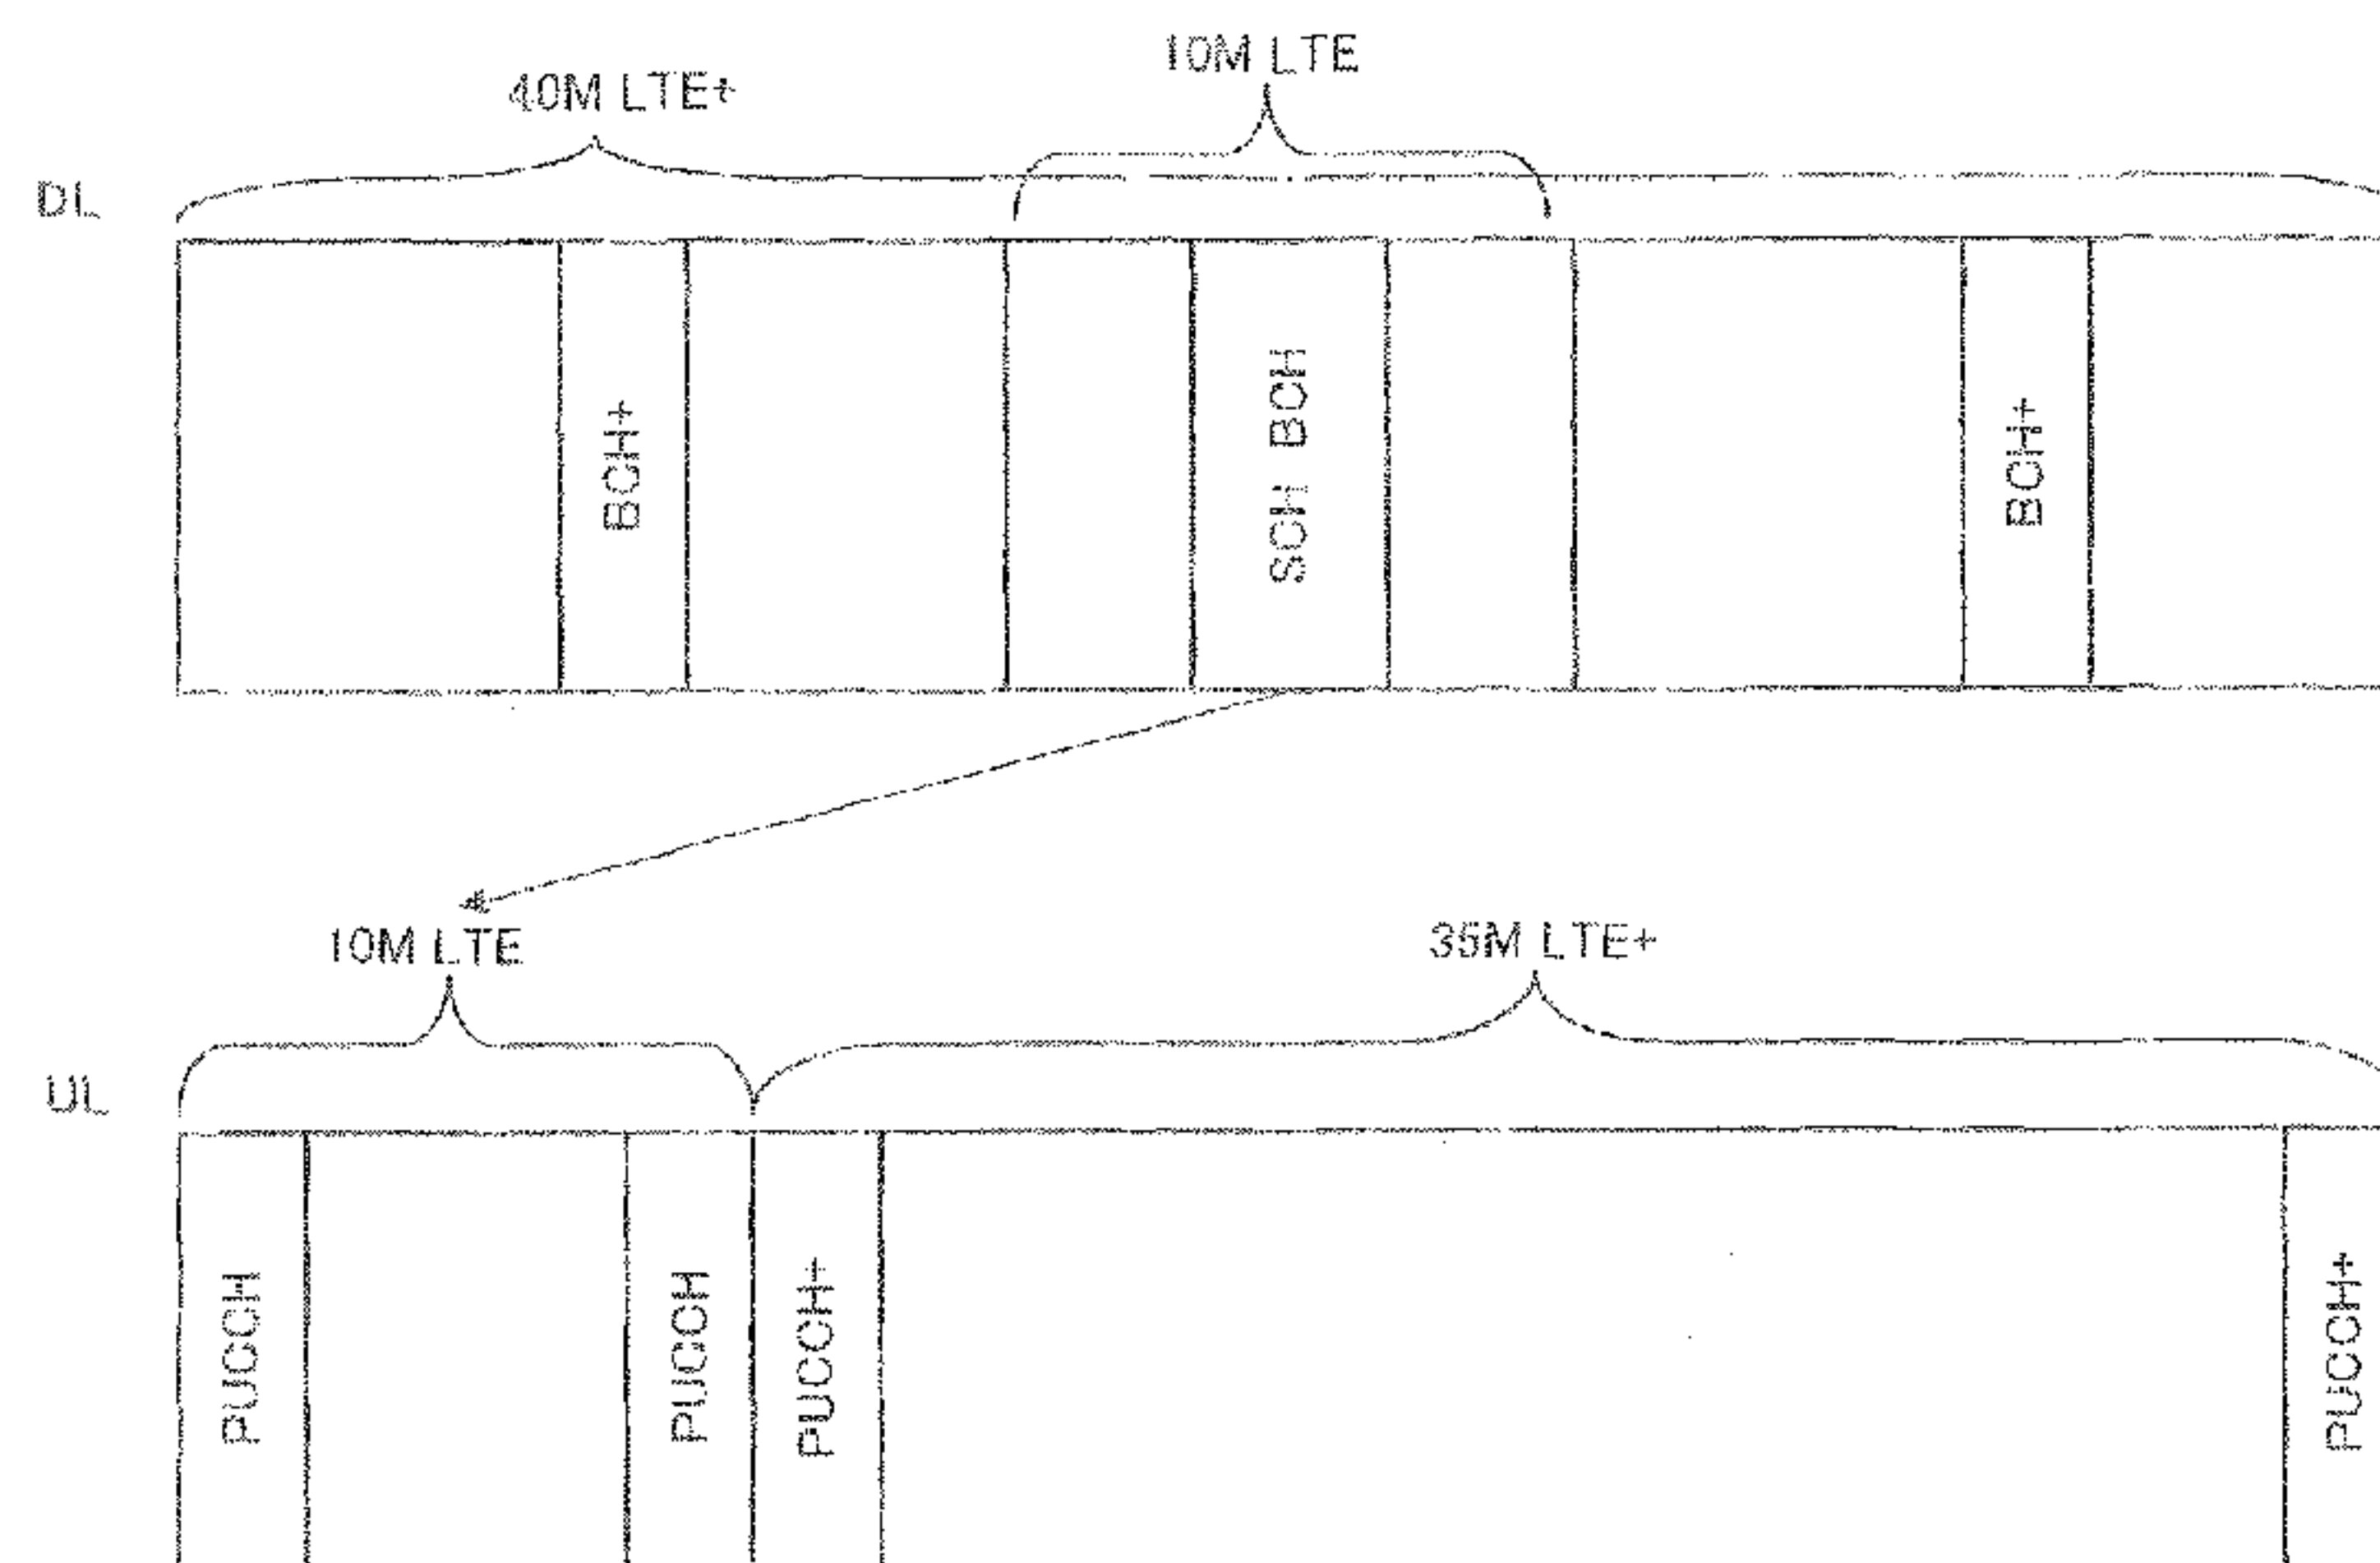 10M LTE
40M LTE+
DL
BCH+
SCH BCH
BCH+
10M LTE
35M LTE+
UL
PUCCH
PUCCH
PUCCH+
PUCCH+